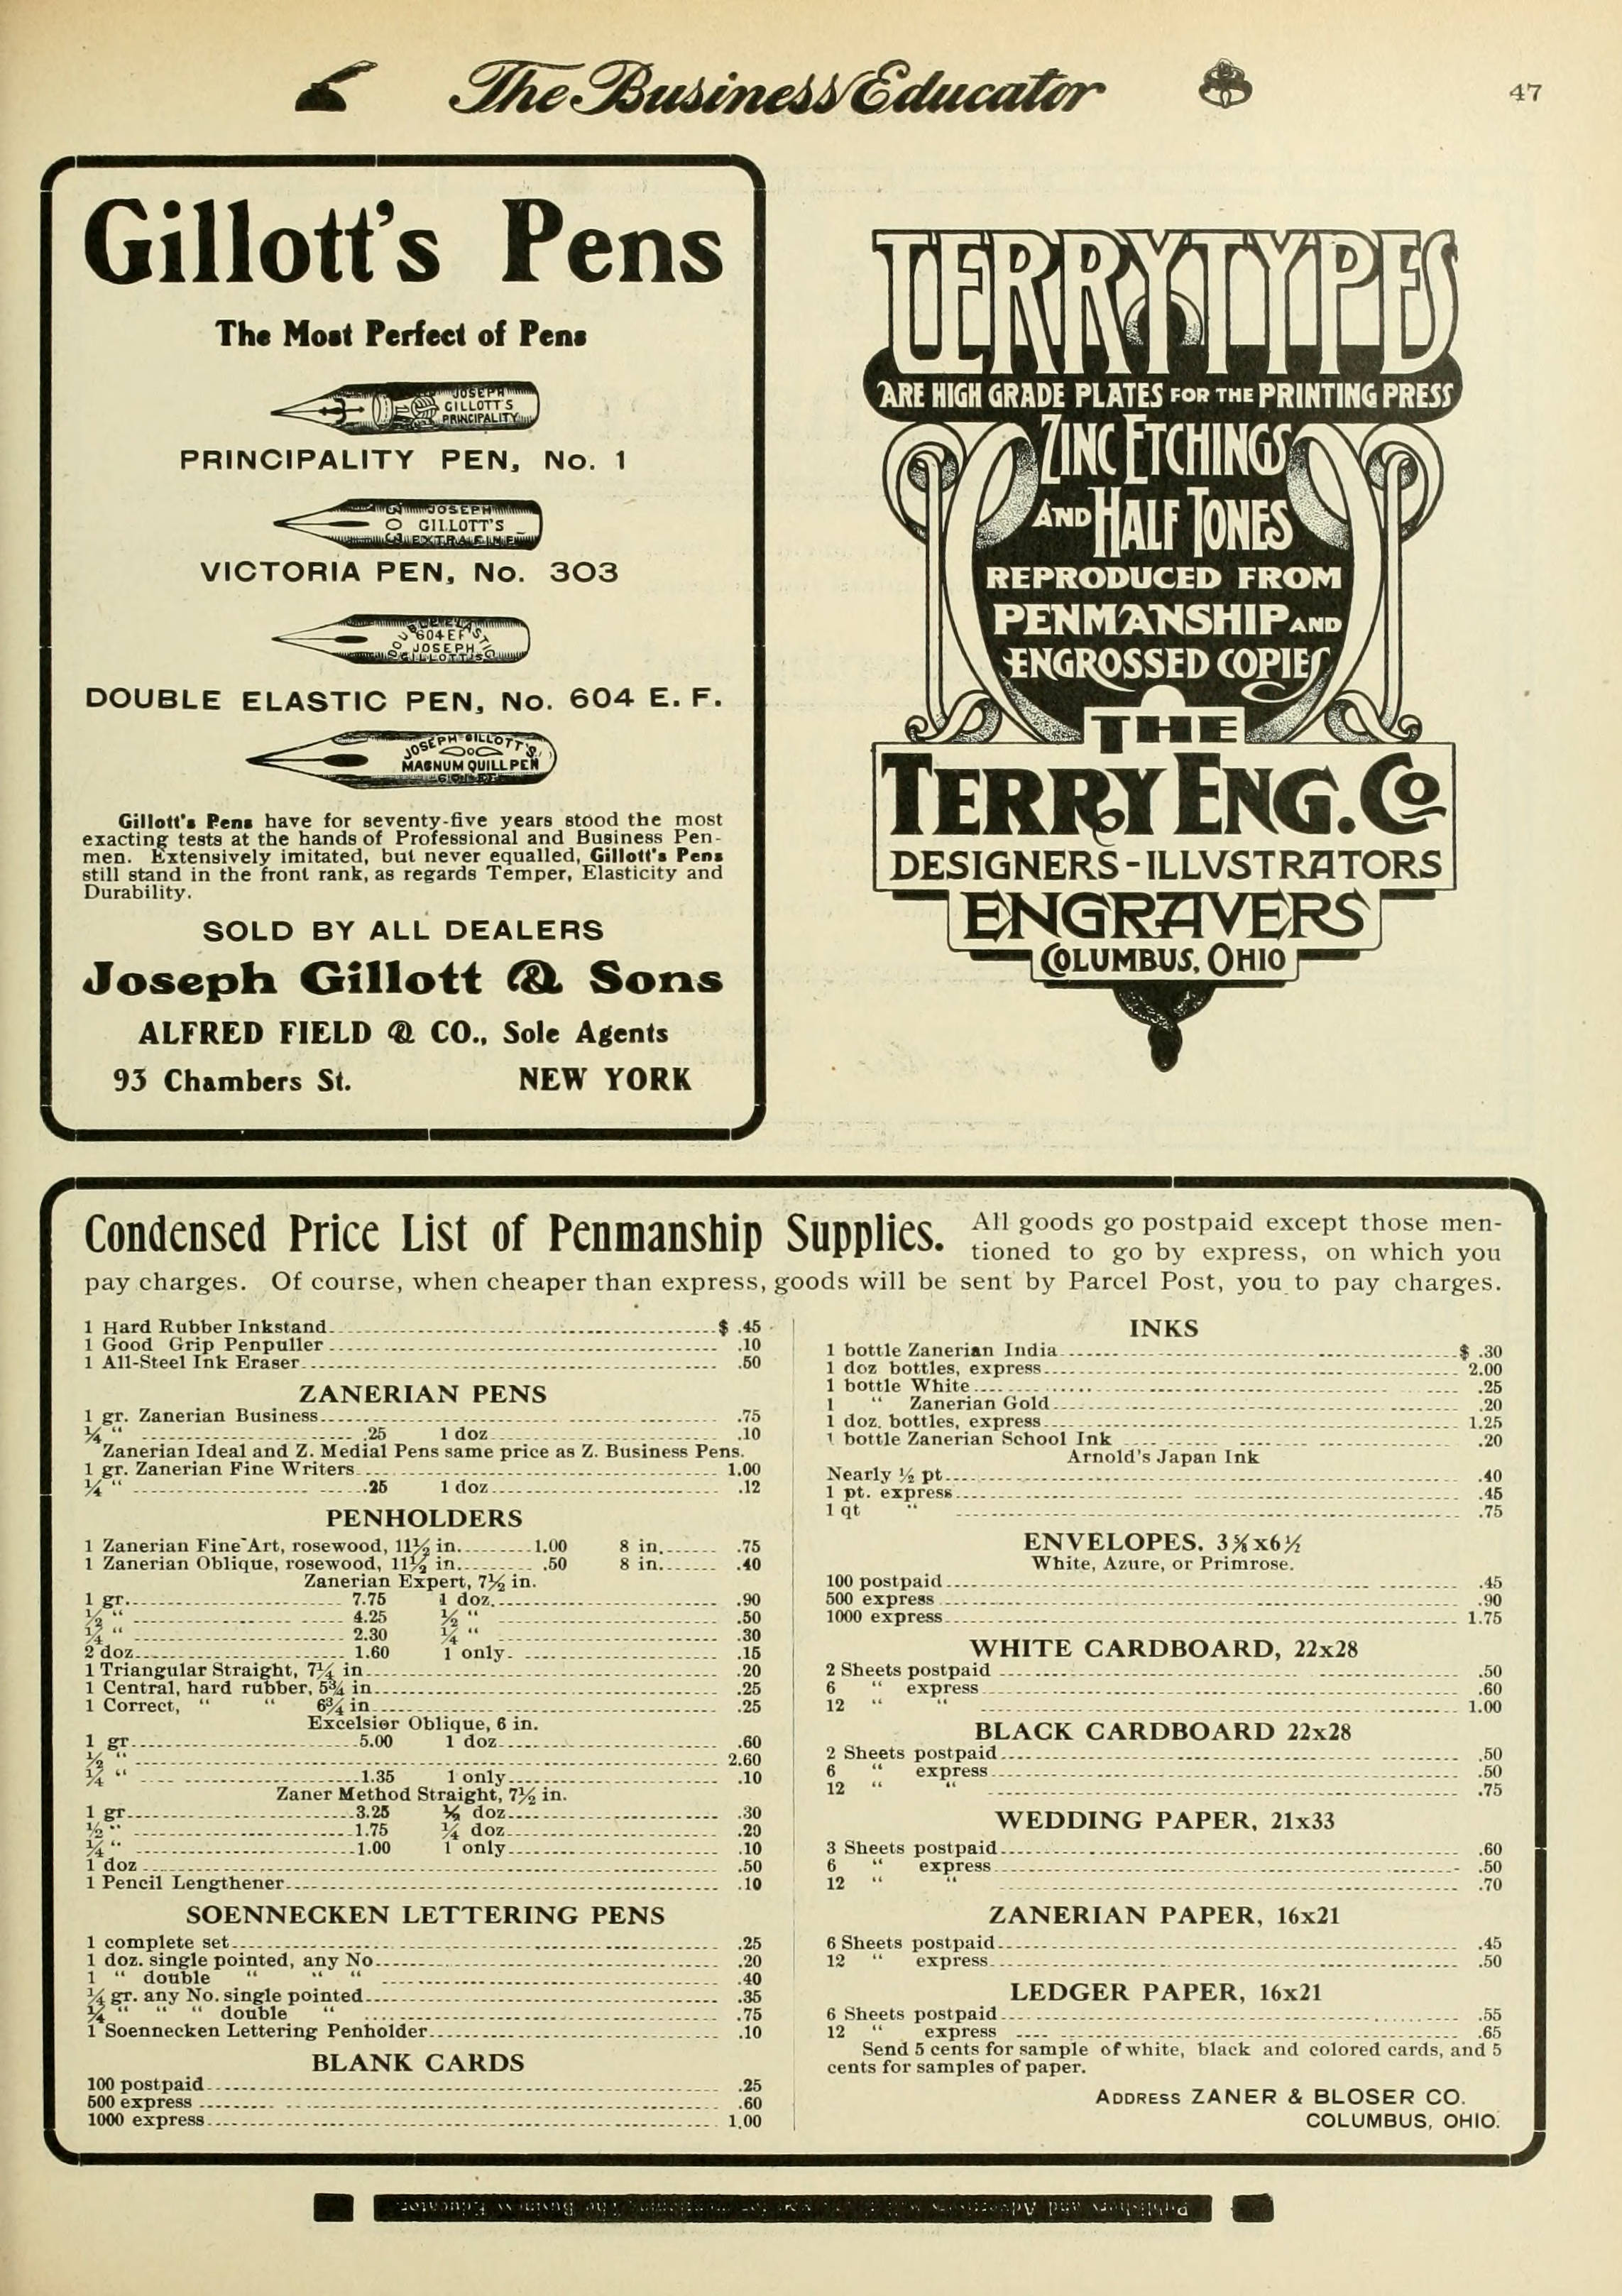 The Business Educator
47
Gillott's Pens
The Most Perfect of Pens
JOSEPH
GILLOTT'S
PRINCIPALITY
PRINCIPALITY PEN, No. 1
303
JOSEPH
GILLOTT'S
EXTRA FINE
VICTORIA PEN, No. 303
DOUBLE ELASTIC
604 EF
JOSEPH
GILLOTT'S
DOUBLE ELASTIC PEN, No. 604 E. F.
JOSEPH GILLOTT'S
MAGNUM QUILL PEN
Gillott's Pens have for seventy-five years stood the most
exacting tests at the hands of Professional and Business Pen-
men. Extensively imitated, but never equalled, Gillott's Pens
still stand in the front rank, as regards Temper, Elasticity and
Durability.
SOLD BY ALL DEALERS
Joseph Gillott & Sons
ALFRED FIELD & CO., Sole Agents
93 Chambers St. NEW YORK
TERRYTYPES
ARE HIGH GRADE PLATES FOR THE PRINTING PRESS
ZINC ETCHINGS
AND HALF TONES
REPRODUCED FROM
PENMANSHIP AND
ENGROSSED COPIES
THE
TERRY ENG. CO
DESIGNERS-ILLVSTRATORS
ENGRAVERS
COLUMBUS, OHIO
Condensed Price List of Penmanship Supplies. All goods go postpaid except those men-
tioned to go by express, on which you
pay charges. Of course, when cheaper than express, goods will be sent by Parcel Post, you to pay charges.
1 Hard Rubber Inkstand $ .45
1 Good Grip Penpuller .10
1 All-Steel Ink Eraser .50
ZANERIAN PENS
1 gr. Zanerian Business .75
¼ " .25 1 doz .10
Zanerian Ideal and Z. Medial Pens same price as Z. Business Pens.
1 gr. Zanerian Fine Writers 1.00
¼ " .25 1 doz .12
PENHOLDERS
1 Zanerian Fine Art, rosewood, 11½ in. 1.00 8 in. .75
1 Zanerian Oblique, rosewood, 11½ in. .50 8 in. .40
Zanerian Expert, 7½ in.
1 gr. 7.75 1 doz. .90
½ " 4.25 ½ " .50
¼ " 2.30 ¼ " .30
2 doz. 1.60 1 only .15
1 Triangular Straight, 7¼ in .20
1 Central, hard rubber, 5¾ in .25
1 Correct, " " 6¾ in .25
Excelsior Oblique, 6 in.
1 gr 5.00 1 doz .60
½ " 2.60
¼ " 1.35 1 only .10
Zaner Method Straight, 7½ in.
1 gr 3.25 ½ doz .30
½ " 1.75 ¼ doz .20
¼ " 1.00 1 only .10
1 doz .50
1 Pencil Lengthener .10
SOENNECKEN LETTERING PENS
1 complete set .25
1 doz. single pointed, any No .20
1 " double " " " .40
¼ gr. any No. single pointed .35
¼ " " " double " .75
1 Soennecken Lettering Penholder .10
BLANK CARDS
100 postpaid .25
500 express .60
1000 express 1.00
INKS
1 bottle Zanerian India $ .30
1 doz bottles, express 2.00
1 bottle White .25
1 " Zanerian Gold .20
1 doz. bottles, express 1.25
1 bottle Zanerian School Ink .20
Arnold's Japan Ink
Nearly ½ pt .40
1 pt. express .45
1 qt " .75
ENVELOPES. 3⅝x6½
White, Azure, or Primrose.
100 postpaid .45
500 express .90
1000 express 1.75
WHITE CARDBOARD, 22x28
2 Sheets postpaid .50
6 " express .60
12 " " 1.00
BLACK CARDBOARD 22x28
2 Sheets postpaid .50
6 " express .50
12 " " .75
WEDDING PAPER, 21x33
3 Sheets postpaid .60
6 " express .50
12 " " .70
ZANERIAN PAPER, 16x21
6 Sheets postpaid .45
12 " express .50
LEDGER PAPER, 16x21
6 Sheets postpaid .55
12 " express .65
Send 5 cents for sample of white, black and colored cards, and 5
cents for samples of paper.
ADDRESS ZANER & BLOSER CO.
COLUMBUS, OHIO.